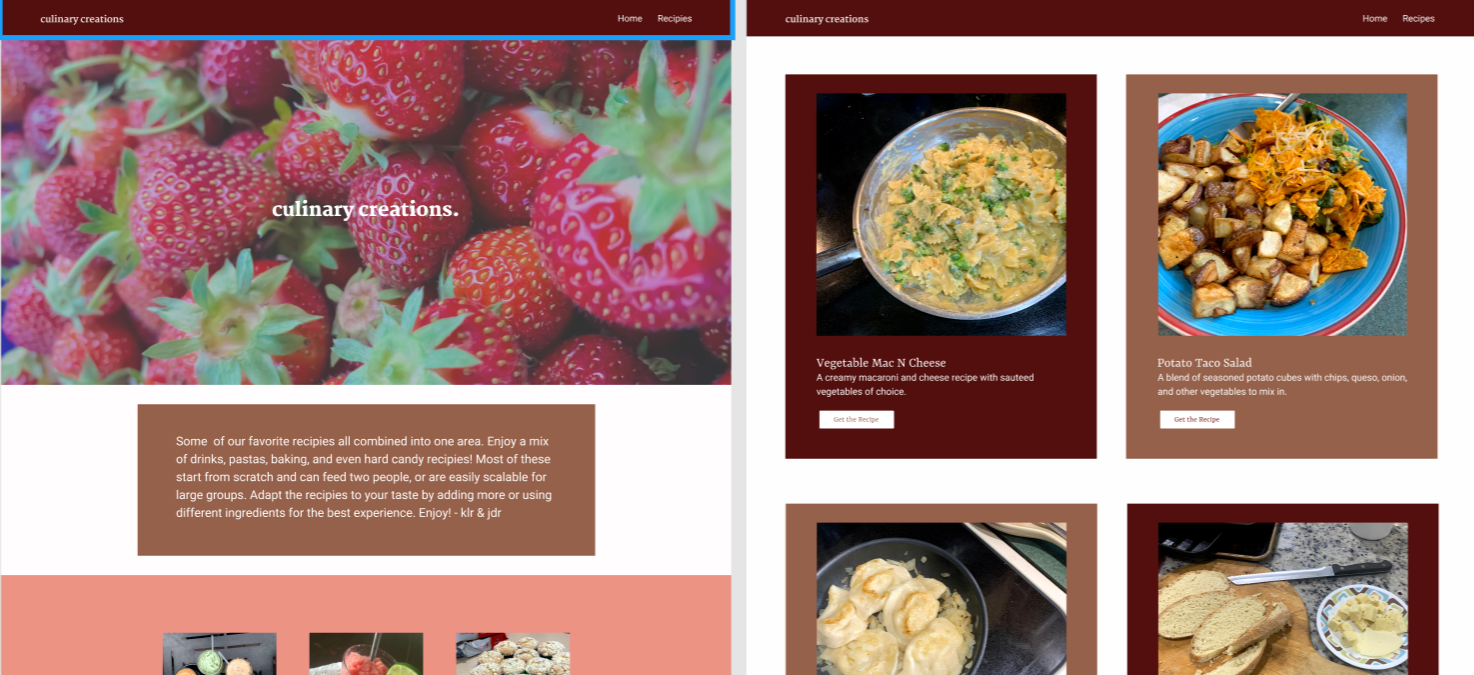 culinary creations
Home Recipies
culinary creations.
Some of our favorite recipies all combined into one area. Enjoy a mix
of drinks, pastas, baking, and even hard candy recipies! Most of these
start from scratch and can feed two people, or are easily scalable for
large groups. Adapt the recipies to your taste by adding more or using
different ingredients for the best experience. Enjoy! - klr & jdr
culinary creations
Home Recipes
Vegetable Mac N Cheese
A creamy macaroni and cheese recipe with sauteed
vegetables of choice.
Get the Recipe
Potato Taco Salad
A blend of seasoned potato cubes with chips, queso, onion,
and other vegetables to mix in.
Get the Recipe